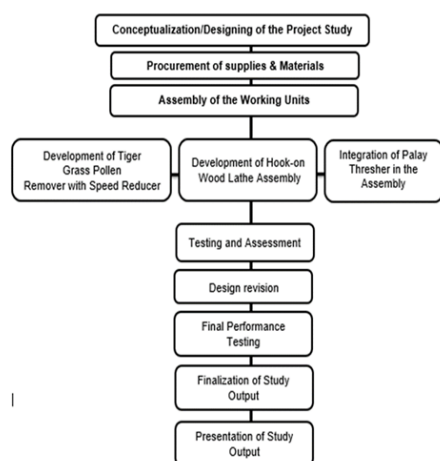 Conceptualization/Designing of the Project Study
Procurement of supplies & Materials
Assembly of the Working Units
Development of Tiger
Grass Pollen
Remover with Speed Reducer
Development of Hook-on
Wood Lathe Assembly
Integration of Palay
Thresher in the
Assembly
Testing and Assessment
Design revision
Final Performance
Testing
Finalization of Study
Output
Presentation of Study
Output